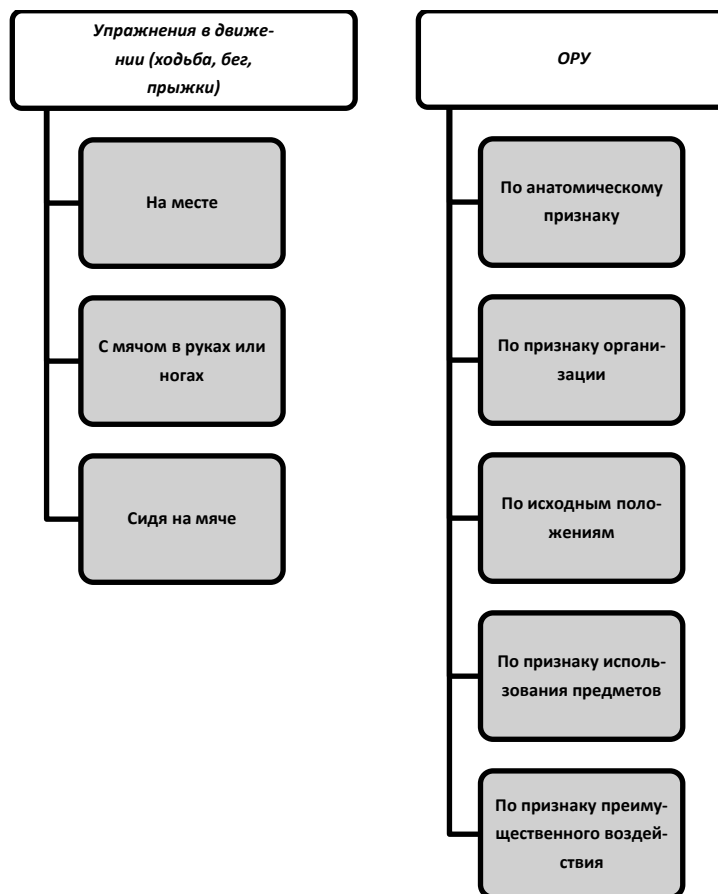 Упражнения в движе-
нии (ходьба, бег,
прыжки)
На месте
С мячом в руках или
ногах
Сидя на мяче
ОРУ
По анатомическому
признаку
По признаку органи-
зации
По исходным поло-
жениям
По признаку исполь-
зования предметов
По признаку преиму-
щественного воздей-
ствия